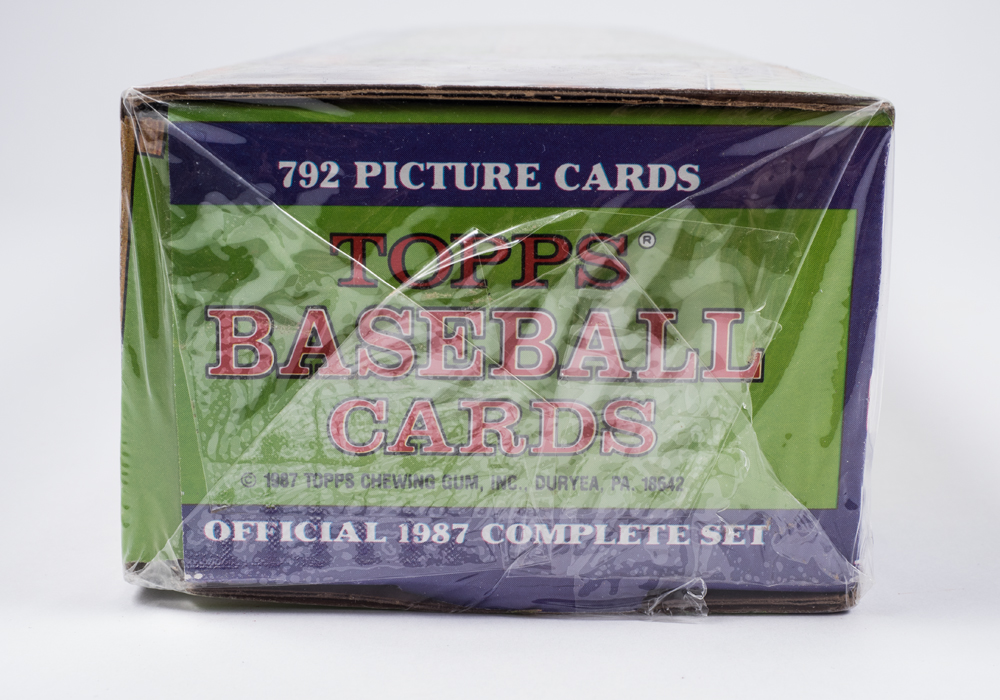 792 PICTURE CARDS
TOPPS®
BASEBALL
CARDS
© 1987 TOPPS CHEWING GUM, INC., DURYEA, PA. 18642
OFFICIAL 1987 COMPLETE SET